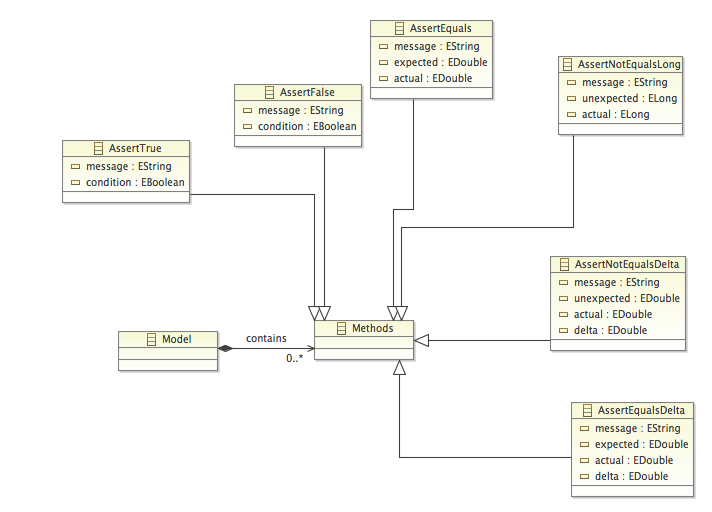 AssertEquals
message : EString
expected : EDouble
actual : EDouble
AssertNotEqualsLong
message : EString
unexpected : ELong
actual : ELong
AssertFalse
message : EString
condition : EBoolean
AssertTrue
message : EString
condition : EBoolean
AssertNotEqualsDelta
message : EString
unexpected : EDouble
actual : EDouble
delta : EDouble
Model
contains
0..*
Methods
AssertEqualsDelta
message : EString
expected : EDouble
actual : EDouble
delta : EDouble